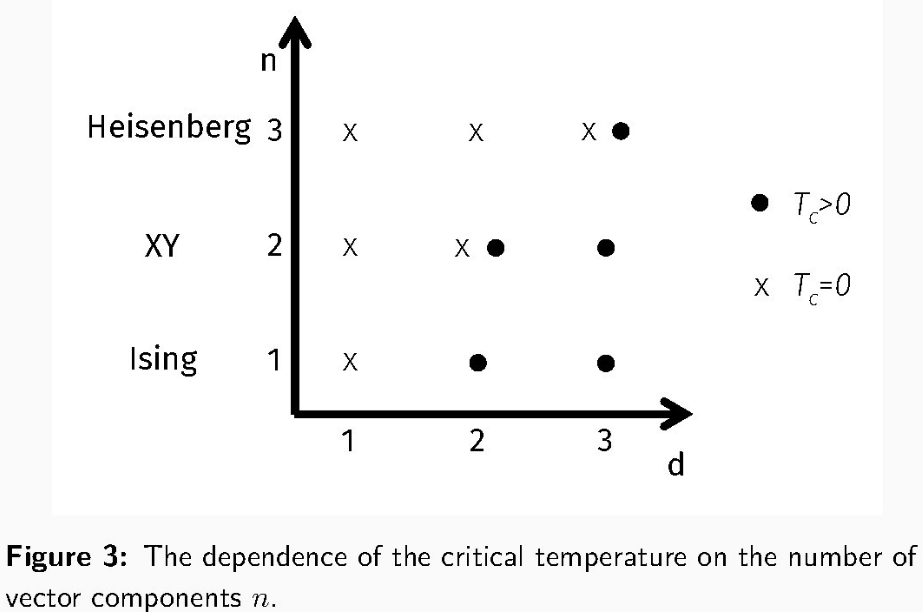 n
Heisenberg 3 x x x ●
● T_c>0
XY 2 x x ● ●
x T_c=0
Ising 1 x ● ●
1 2 3
d
Figure 3: The dependence of the critical temperature on the number of
vector components n.